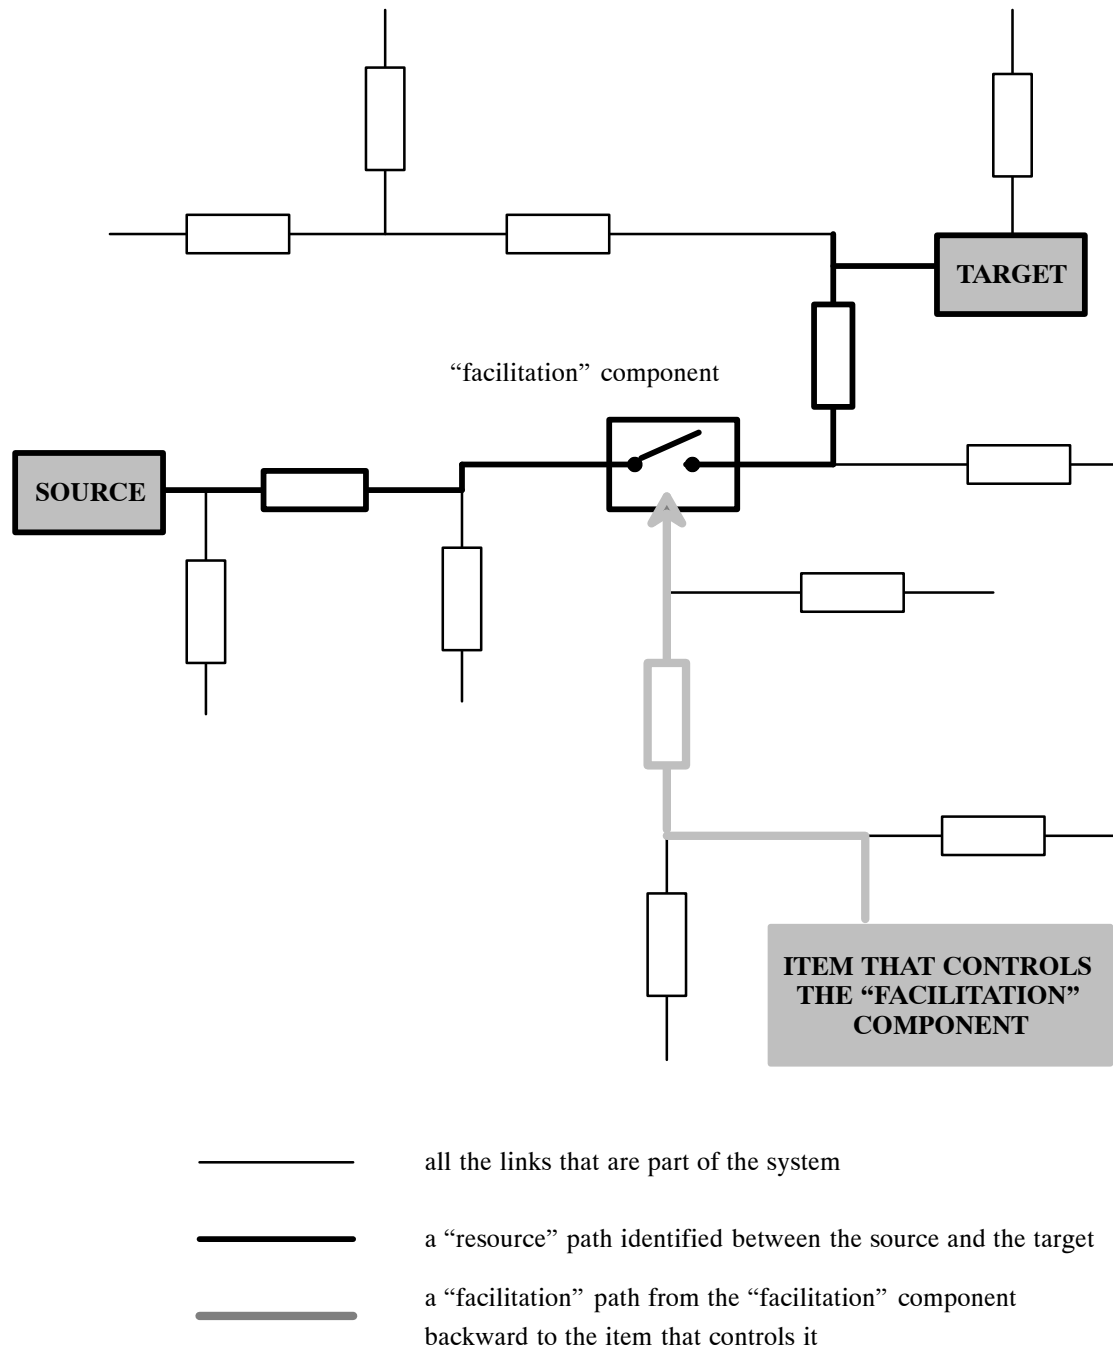 TARGET
“facilitation” component
SOURCE
ITEM THAT CONTROLS
THE “FACILITATION”
COMPONENT
all the links that are part of the system
a “resource” path identified between the source and the target
a “facilitation” path from the “facilitation” component
backward to the item that controls it